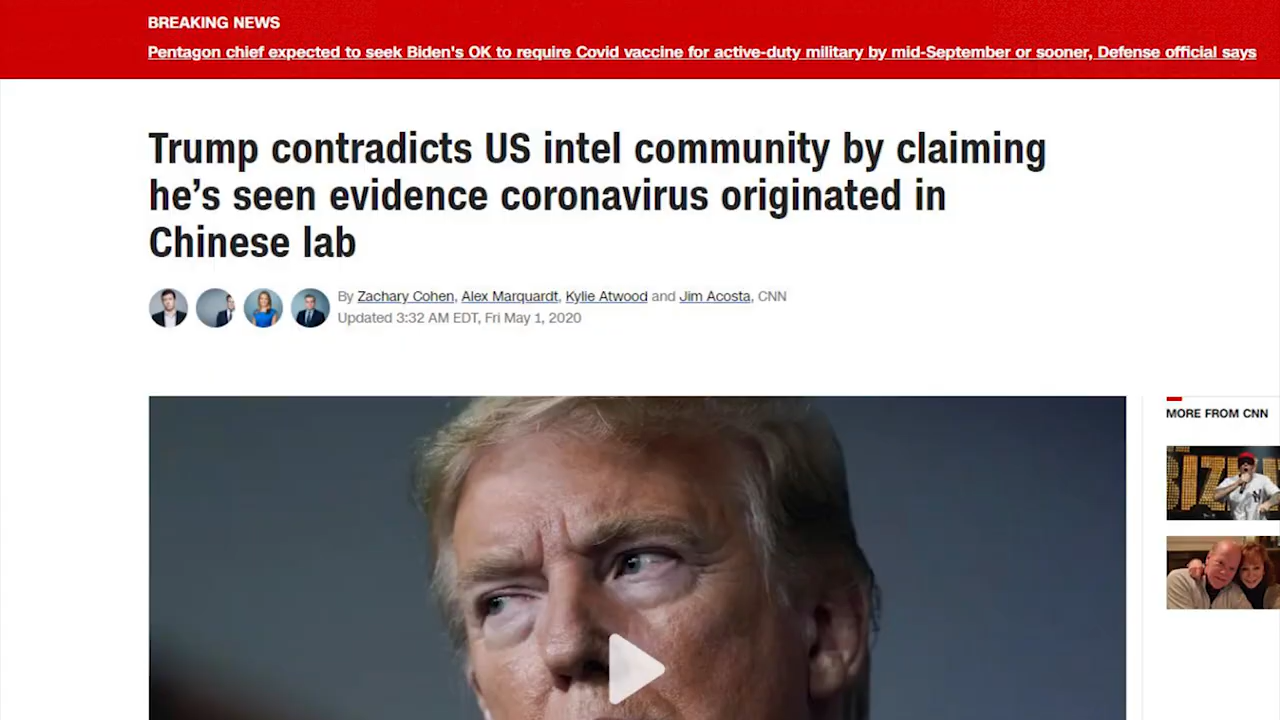 BREAKING NEWS
Pentagon chief expected to seek Biden's OK to require Covid vaccine for active-duty military by mid-September or sooner, Defense official says
Trump contradicts US intel community by claiming
he's seen evidence coronavirus originated in
Chinese lab
By Zachary Cohen, Alex Marquardt, Kylie Atwood and Jim Acosta, CNN
Updated 3:32 AM EDT, Fri May 1, 2020
MORE FROM CNN